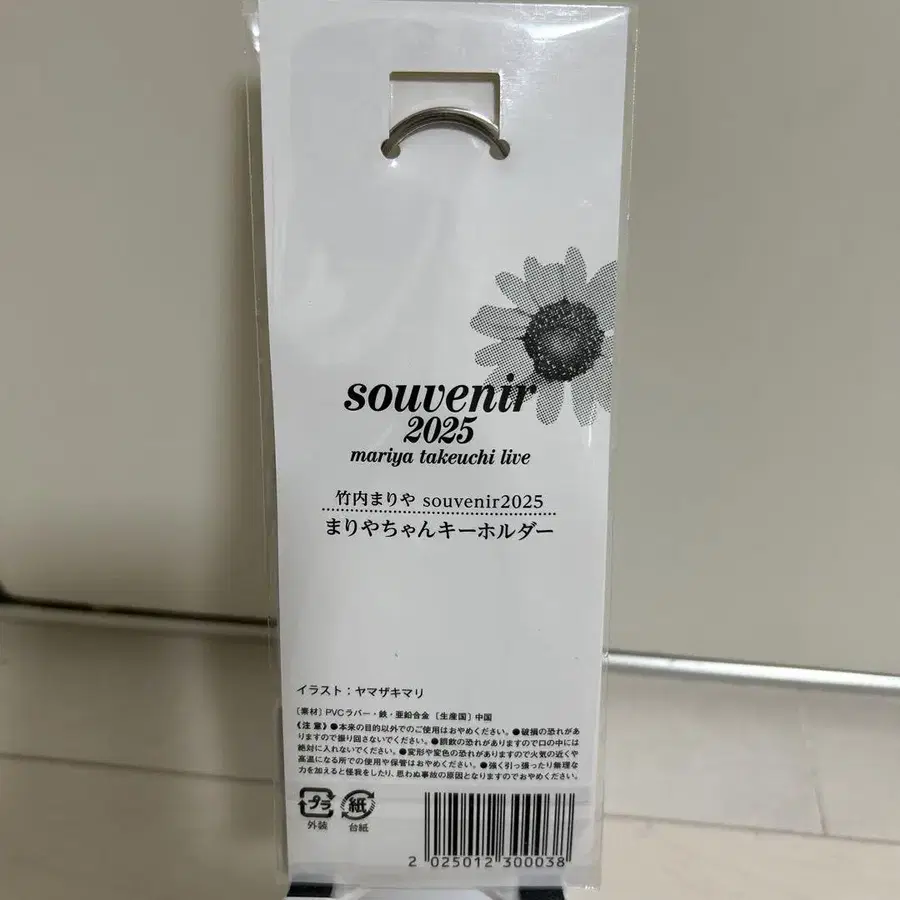 souvenir
2025
mariya takeuchi live
竹内まりや souvenir2025
まりやちゃんキーホルダー
イラスト：ヤマザキマリ
〔素材〕PVCラバー・鉄・亜鉛合金 〔生産国〕中国
《注意》●本来の目的以外でのご使用はおやめください。●破損の恐れがあ
りますので振り回さないでください。●誤飲の恐れがありますので口の中には
絶対に入れないでください。●変形や変色の恐れがありますので火気の近くや
高温になる所での使用や保管はおやめください。●強く引っ張ったり無理な
力を加えると怪我をしたり、思わぬ事故の原因となりますのでおやめください。
プラ 紙
外装 台紙
2 025012 300038